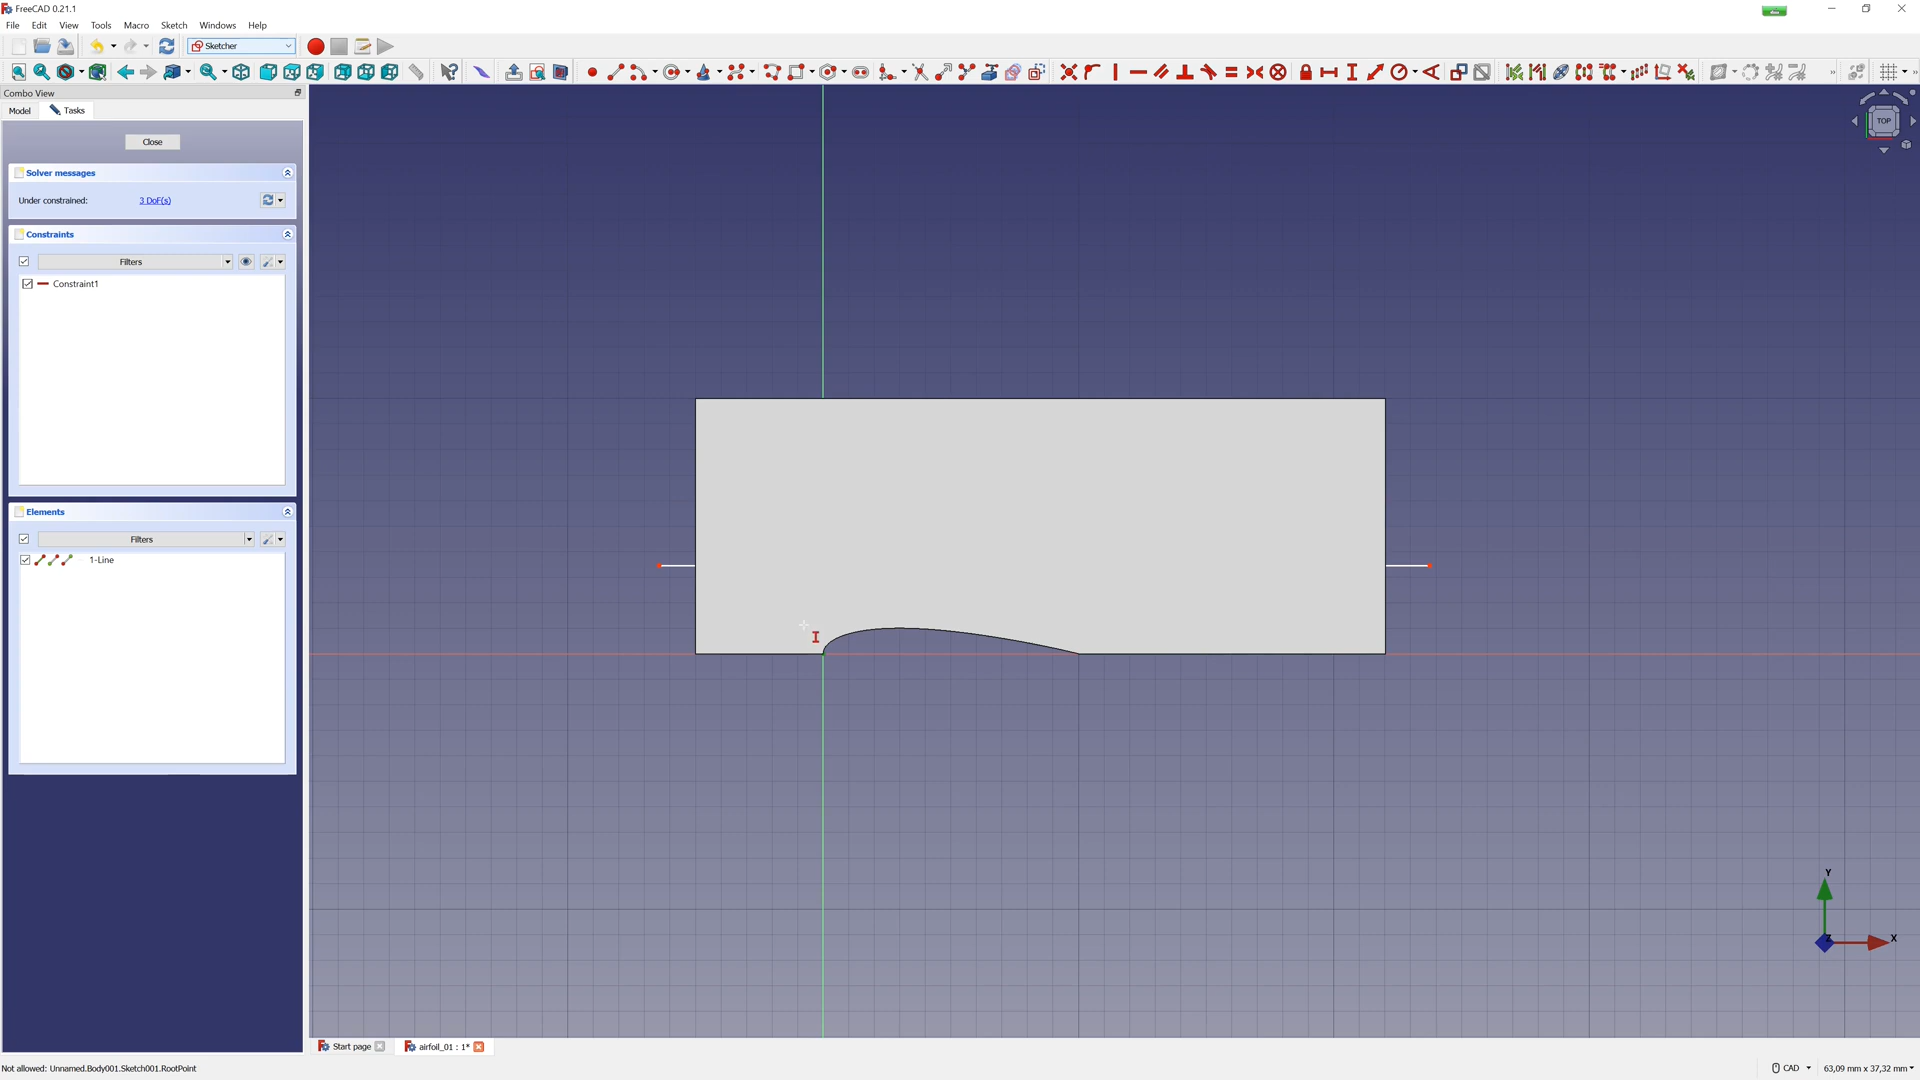 FreeCAD 0.21.1
File Edit View Tools Macro Sketch Windows Help
Sketcher
Combo View
Model Tasks
Close
Solver messages
Under constrained: 3 DoF(s)
Constraints
Filters
Constraint1
Elements
Filters
1-Line
TOP
Y
Z
X
Start page airfoil_01 : 1*
Not allowed: Unnamed.Body001.Sketch001.RootPoint CAD 63,09 mm x 37,32 mm